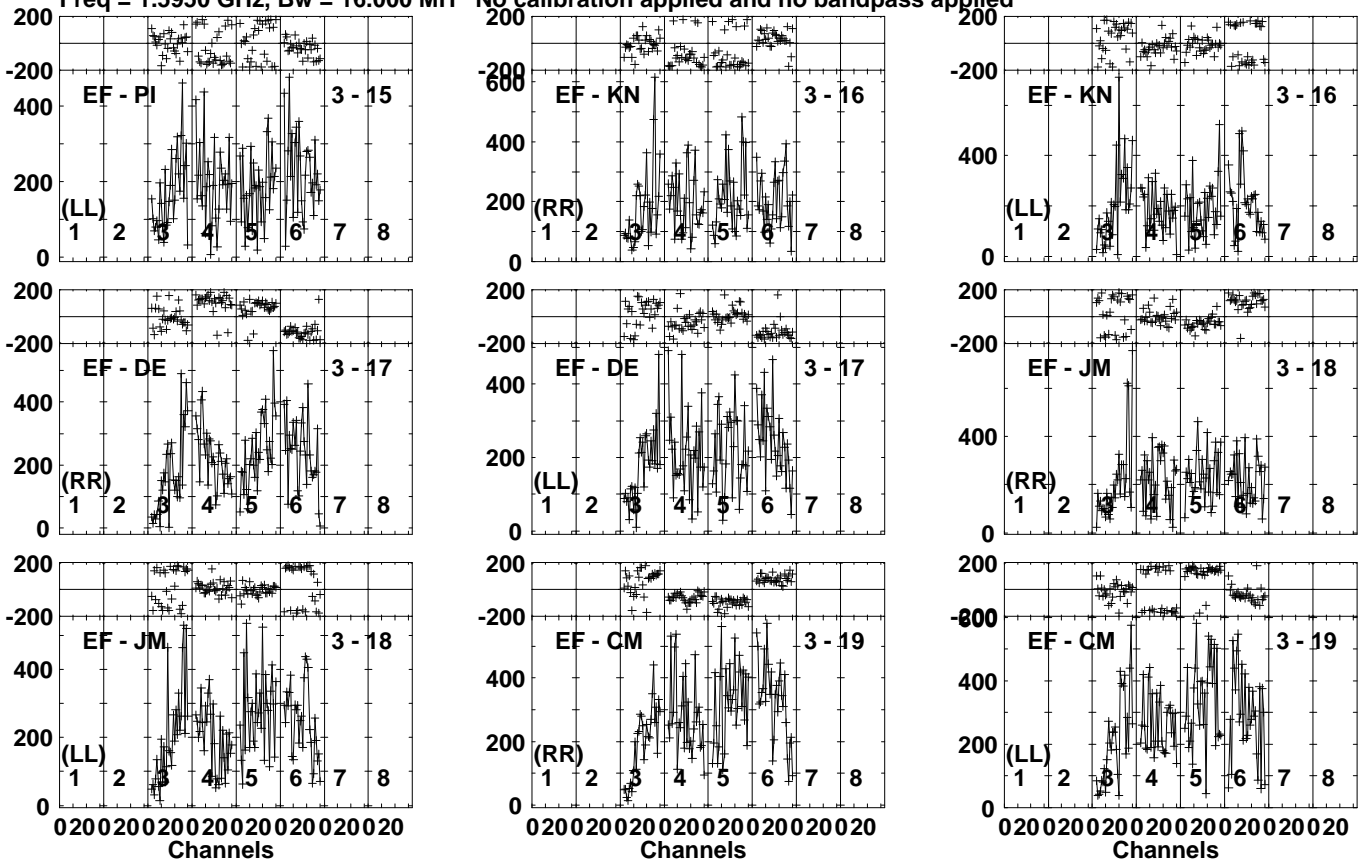 Freq = 1.5950 GHz, Bw = 16.000 MH No calibration applied and no bandpass applied
200 200 200
-200 -200 -200
EF - PI 3 - 15 EF - KN 3 - 16 EF - KN 3 - 16
400 600
400 400
200 200
(LL) (RR) (LL)
1 2 3 4 5 6 7 8 1 2 3 4 5 6 7 8 1 2 3 4 5 6 7 8
0 0 0
200 200 200
-200 -200 -200
EF - DE 3 - 17 EF - DE 3 - 17 EF - JM 3 - 18
400 400 400
200 200
(RR) (LL) (RR)
1 2 3 4 5 6 7 8 1 2 3 4 5 6 7 8 1 2 3 4 5 6 7 8
0 0 0
200 200 200
-200 -200 -200
600
EF - JM 3 - 18 EF - CM 3 - 19 EF - CM 3 - 19
400 400 400
200 200 200
(LL) (RR) (LL)
1 2 3 4 5 6 7 8 1 2 3 4 5 6 7 8 1 2 3 4 5 6 7 8
0 0 0
0 20 0 20 0 20 0 20 0 20 0 20 0 20 0 20 0 20 0 20 0 20 0 20 0 20 0 20 0 20 0 20 0 20 0 20 0 20 0 20 0 20 0 20 0 20 0 20
Channels Channels Channels